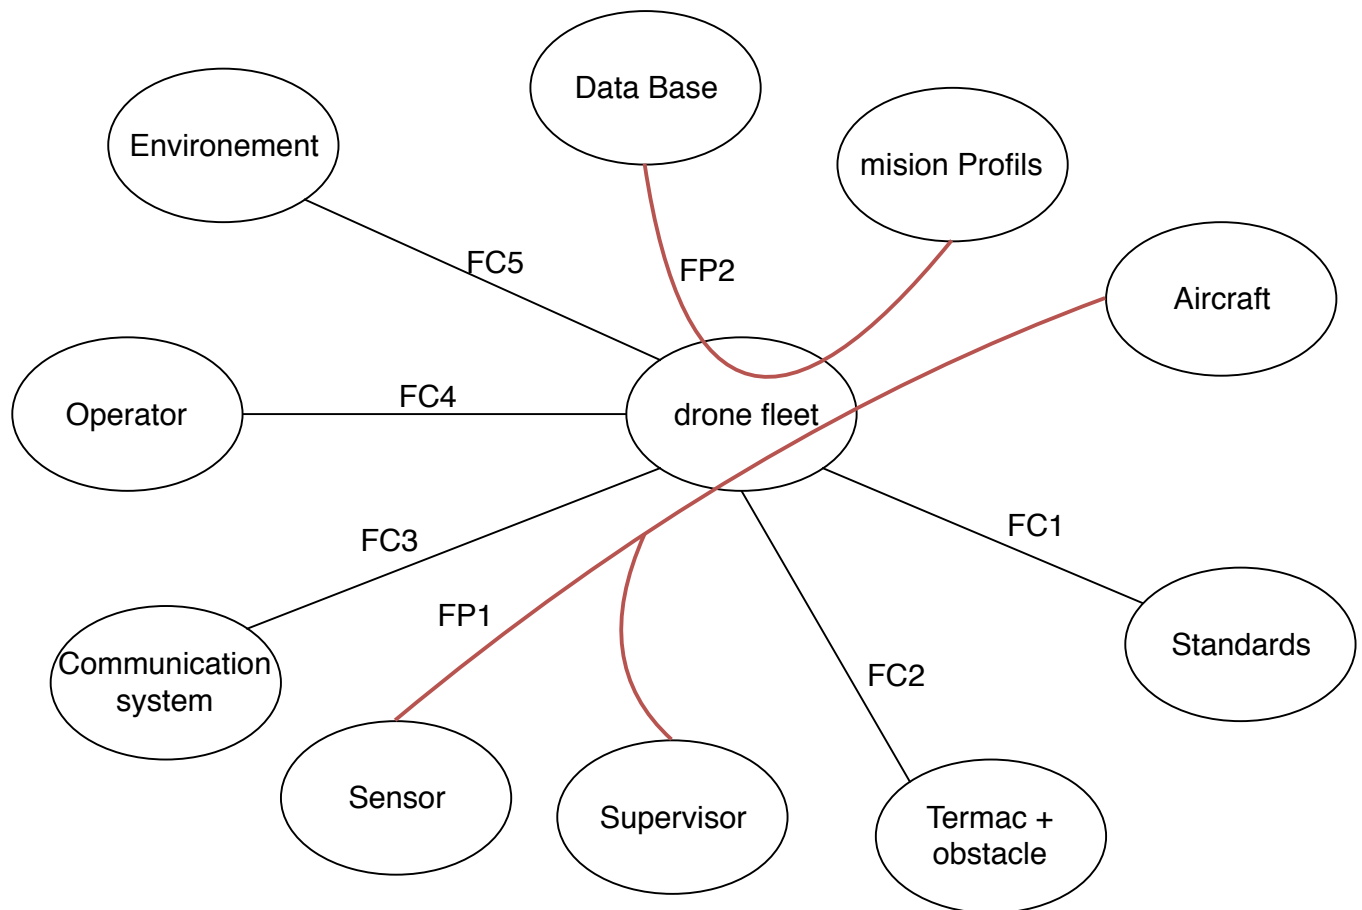 Data Base
Environement
mision Profils
FC5
FP2
Aircraft
Operator
FC4
drone fleet
FC3
FC1
FP1
Communication
system
Standards
FC2
Sensor
Supervisor
Termac +
obstacle